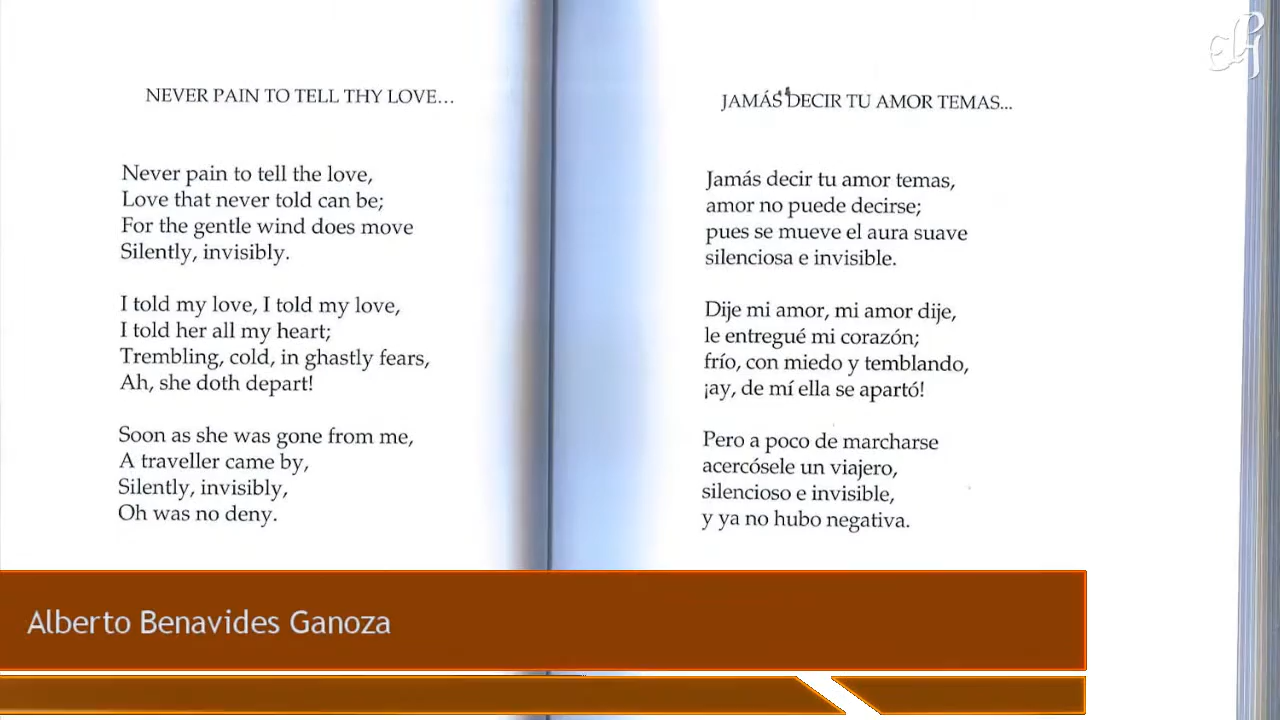 NEVER PAIN TO TELL THY LOVE...
Never pain to tell the love,
Love that never told can be;
For the gentle wind does move
Silently, invisibly.
I told my love, I told my love,
I told her all my heart;
Trembling, cold, in ghastly fears,
Ah, she doth depart!
Soon as she was gone from me,
A traveller came by,
Silently, invisibly,
Oh was no deny.
JAMÁS DECIR TU AMOR TEMAS...
Jamás decir tu amor temas,
amor no puede decirse;
pues se mueve el aura suave
silenciosa e invisible.
Dije mi amor, mi amor dije,
le entregué mi corazón;
frío, con miedo y temblando,
¡ay, de mí ella se apartó!
Pero a poco de marcharse
acercósele un viajero,
silencioso e invisible,
y ya no hubo negativa.
Alberto Benavides Ganoza